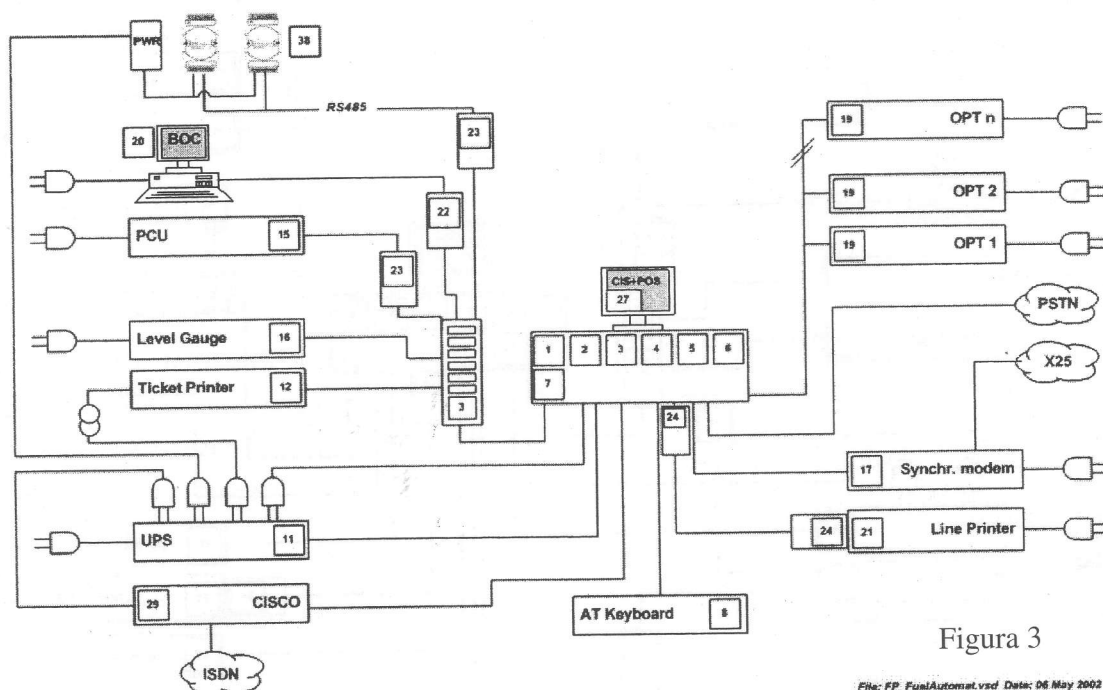 PWR
38
RS485
23
20
BOC
22
PCU 15
23
Level Gauge 16
Ticket Printer 12
3
UPS 11
29 CISCO
ISDN
CIS+POS
27
1 2 3 4 5 6
7
24
AT Keyboard 8
19 OPT n
19 OPT 2
19 OPT 1
PSTN
X25
17 Synchr. modem
24 21 Line Printer
Figura 3
File: FP_FuelAutomat.vsd Date: 06 May 2002